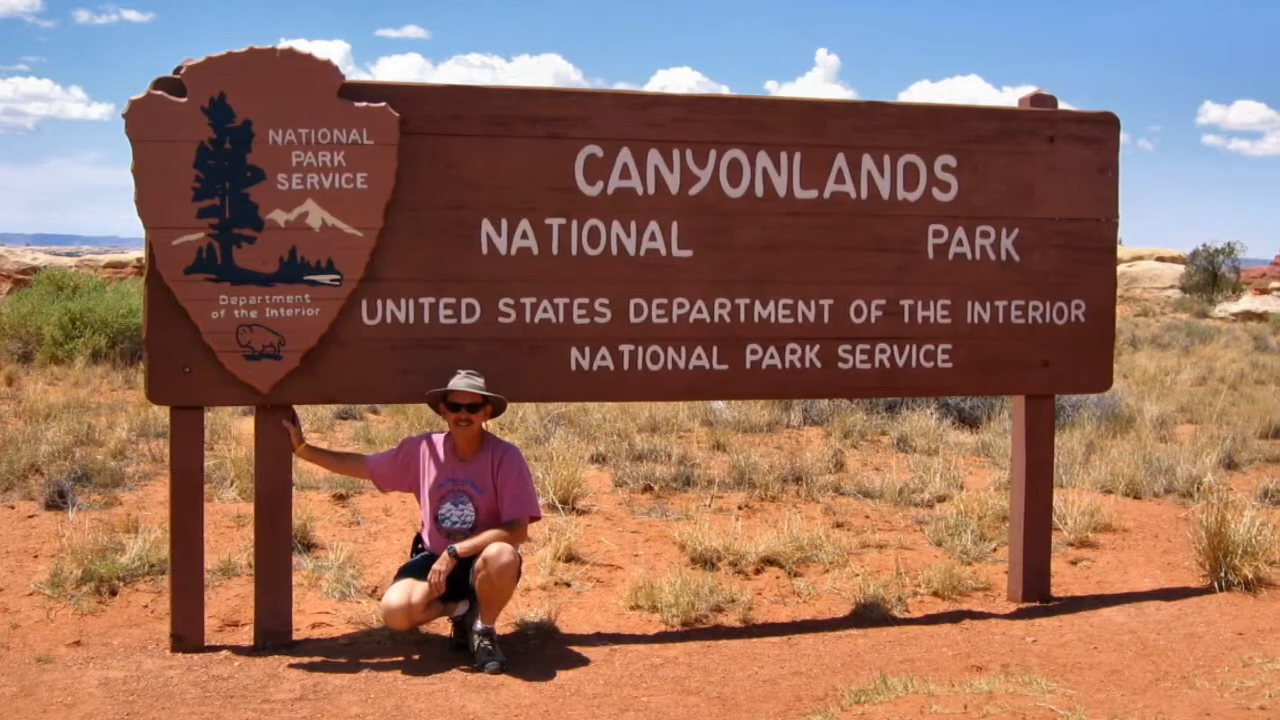 NATIONAL
PARK
SERVICE
Department
of the Interior
CANYONLANDS
NATIONAL PARK
UNITED STATES DEPARTMENT OF THE INTERIOR
NATIONAL PARK SERVICE